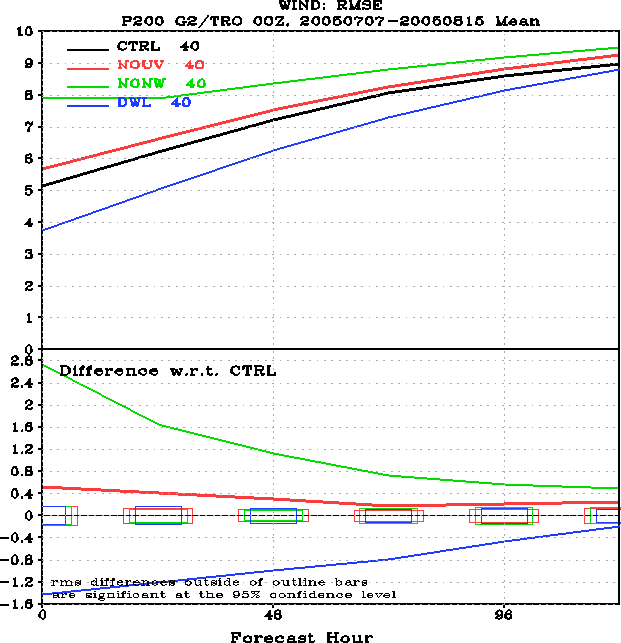 WIND: RMSE
P200 G2/TRO 00Z, 20050707-20050815 Mean
10
CTRL 40
9
NOUV 40
NONW 40
8
DWL 40
7
6
5
4
3
2
1
0
2.8
Difference w.r.t. CTRL
2.4
2
1.6
1.2
0.8
0.4
0
-0.4
-0.8
-1.2
rms differences outside of outline bars
are significant at the 95% confidence level
-1.6
0 48 96
Forecast Hour